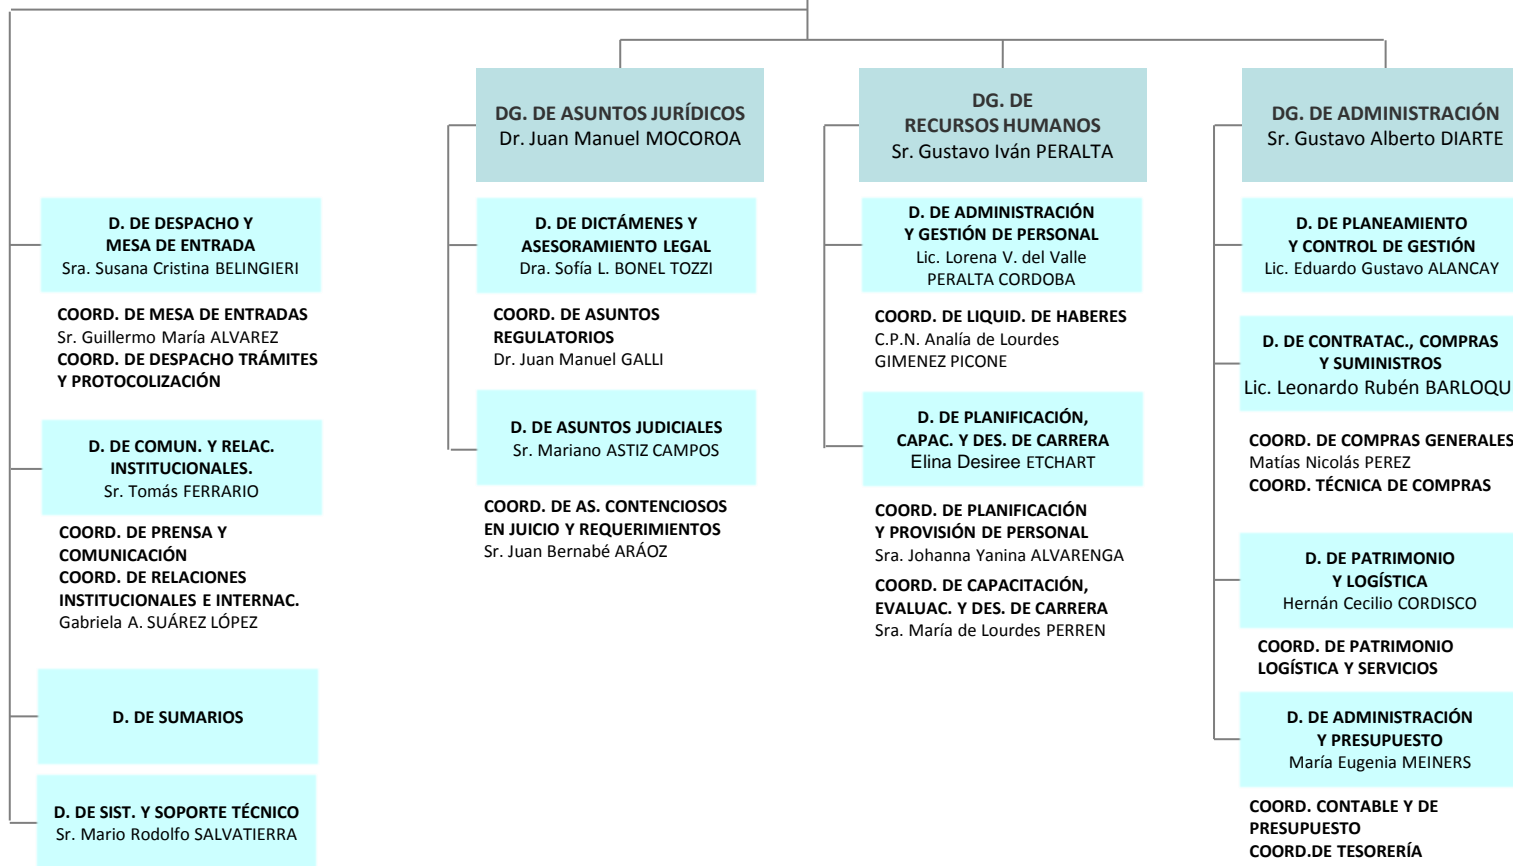 DG. DE ASUNTOS JURÍDICOS
Dr. Juan Manuel MOCOROA
DG. DE
RECURSOS HUMANOS
Sr. Gustavo Iván PERALTA
DG. DE ADMINISTRACIÓN
Sr. Gustavo Alberto DIARTE
D. DE DESPACHO Y
MESA DE ENTRADA
Sra. Susana Cristina BELINGIERI
COORD. DE MESA DE ENTRADAS
Sr. Guillermo María ALVAREZ
COORD. DE DESPACHO TRÁMITES
Y PROTOCOLIZACIÓN
D. DE COMUN. Y RELAC.
INSTITUCIONALES.
Sr. Tomás FERRARIO
COORD. DE PRENSA Y
COMUNICACIÓN
COORD. DE RELACIONES
INSTITUCIONALES E INTERNAC.
Gabriela A. SUÁREZ LÓPEZ
D. DE SUMARIOS
D. DE SIST. Y SOPORTE TÉCNICO
Sr. Mario Rodolfo SALVATIERRA
D. DE DICTÁMENES Y
ASESORAMIENTO LEGAL
Dra. Sofía L. BONEL TOZZI
COORD. DE ASUNTOS
REGULATORIOS
Dr. Juan Manuel GALLI
D. DE ASUNTOS JUDICIALES
Sr. Mariano ASTIZ CAMPOS
COORD. DE AS. CONTENCIOSOS
EN JUICIO Y REQUERIMIENTOS
Sr. Juan Bernabé ARÁOZ
D. DE ADMINISTRACIÓN
Y GESTIÓN DE PERSONAL
Lic. Lorena V. del Valle
PERALTA CORDOBA
COORD. DE LIQUID. DE HABERES
C.P.N. Analía de Lourdes
GIMENEZ PICONE
D. DE PLANIFICACIÓN,
CAPAC. Y DES. DE CARRERA
Elina Desiree ETCHART
COORD. DE PLANIFICACIÓN
Y PROVISIÓN DE PERSONAL
Sra. Johanna Yanina ALVARENGA
COORD. DE CAPACITACIÓN,
EVALUAC. Y DES. DE CARRERA
Sra. María de Lourdes PERREN
D. DE PLANEAMIENTO
Y CONTROL DE GESTIÓN
Lic. Eduardo Gustavo ALANCAY
D. DE CONTRATAC., COMPRAS
Y SUMINISTROS
Lic. Leonardo Rubén BARLOQU
COORD. DE COMPRAS GENERALES
Matías Nicolás PEREZ
COORD. TÉCNICA DE COMPRAS
D. DE PATRIMONIO
Y LOGÍSTICA
Hernán Cecilio CORDISCO
COORD. DE PATRIMONIO
LOGÍSTICA Y SERVICIOS
D. DE ADMINISTRACIÓN
Y PRESUPUESTO
María Eugenia MEINERS
COORD. CONTABLE Y DE
PRESUPUESTO
COORD.DE TESORERÍA